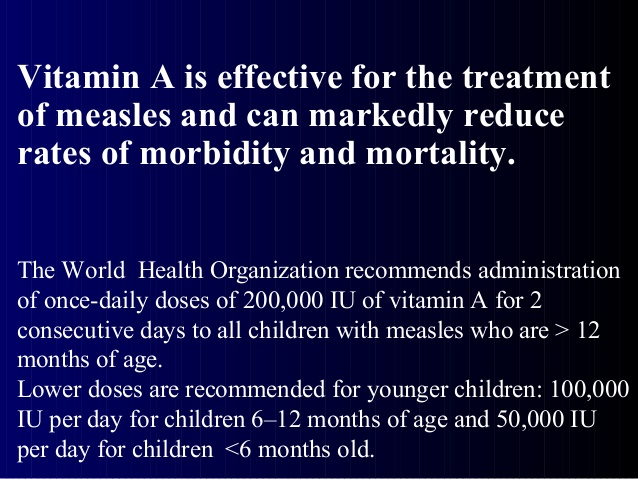 Vitamin A is effective for the treatment
of measles and can markedly reduce
rates of morbidity and mortality.
The World  Health Organization recommends administration
of once-daily doses of 200,000 IU of vitamin A for 2
consecutive days to all children with measles who are > 12
months of age.
Lower doses are recommended for younger children: 100,000
IU per day for children 6–12 months of age and 50,000 IU
per day for children  <6 months old.